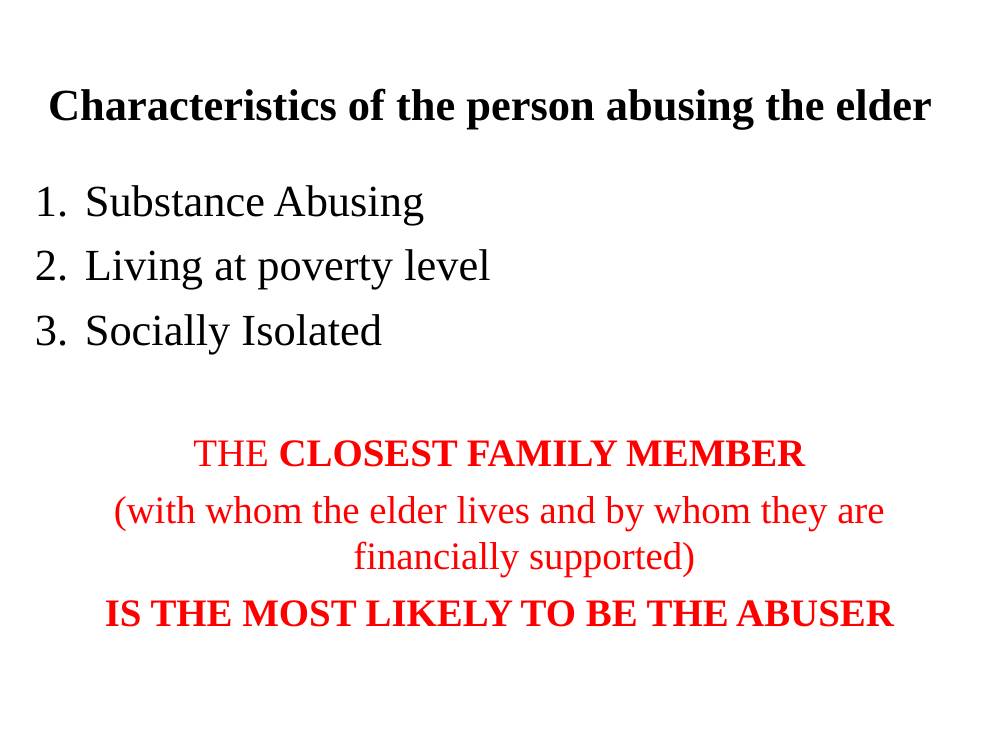 Characteristics of the person abusing the elder
1. Substance Abusing
2. Living at poverty level
3. Socially Isolated
THE CLOSEST FAMILY MEMBER
(with whom the elder lives and by whom they are
financially supported)
IS THE MOST LIKELY TO BE THE ABUSER